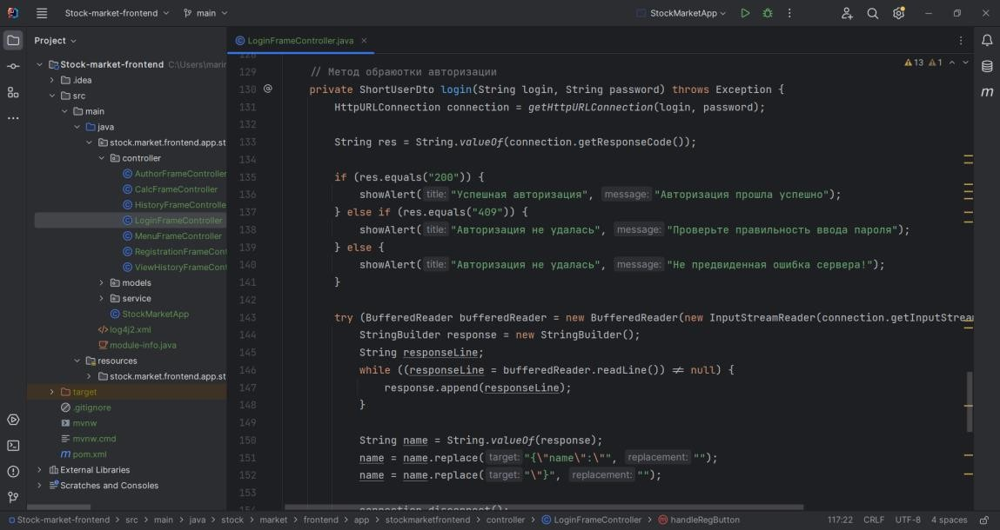 Stock-market-frontend
main
StockMarketApp
Project
LoginFrameController.java
Stock-market-frontend C:\Users\marin
.idea
src
main
java
stock.market.frontend.app.st
controller
AuthorFrameController
CalcFrameController
HistoryFrameControlle
LoginFrameController
MenuFrameController
RegistrationFrameCont
ViewHistoryFrameCont
models
service
StockMarketApp
log4j2.xml
module-info.java
resources
stock.market.frontend.app.st
target
.gitignore
mvnw
mvnw.cmd
pom.xml
External Libraries
Scratches and Consoles
13 1
128
129 // Метод обрамотки авторизации
130 @ private ShortUserDto login(String login, String password) throws Exception {
131 HttpURLConnection connection = getHttpURLConnection(login, password);
132
133 String res = String.valueOf(connection.getResponseCode());
134
135 if (res.equals("200")) {
136 showAlert( title: "Успешная авторизация", message: "Авторизация прошла успешно");
137 } else if (res.equals("409")) {
138 showAlert( title: "Авторизация не удалась", message: "Проверьте правильность ввода пароля");
139 } else {
140 showAlert( title: "Авторизация не удалась", message: "Не предвиденная ошибка сервера!");
141 }
142
143 try (BufferedReader bufferedReader = new BufferedReader(new InputStreamReader(connection.getInputStrea
144 StringBuilder response = new StringBuilder();
145 String responseLine;
146 while ((responseLine = bufferedReader.readLine()) != null) {
147 response.append(responseLine);
148 }
149
150 String name = String.valueOf(response);
151 name = name.replace( target: "{\"name\":\"", replacement: "");
152 name = name.replace( target: "\"}", replacement: "");
153
154 connection.disconnect();
Stock-market-frontend > src > main > java > stock > market > frontend > app > stockmarketfrontend > controller > LoginFrameController > handleRegButton
117:22 CRLF UTF-8 4 spaces